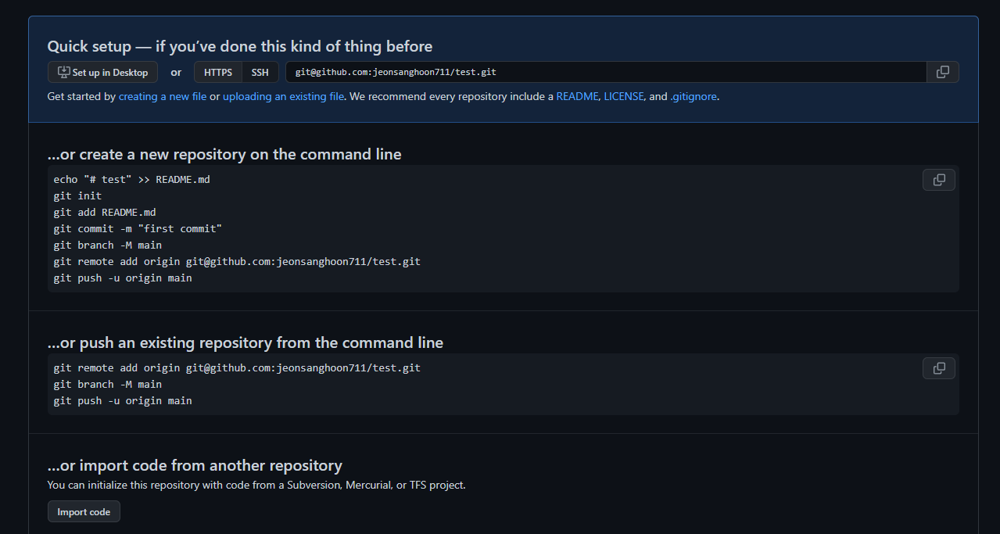 Quick setup — if you’ve done this kind of thing before
Set up in Desktop or HTTPS SSH git@github.com:jeonsanghoon711/test.git
Get started by creating a new file or uploading an existing file. We recommend every repository include a README, LICENSE, and .gitignore.
…or create a new repository on the command line
echo "# test" >> README.md
git init
git add README.md
git commit -m "first commit"
git branch -M main
git remote add origin git@github.com:jeonsanghoon711/test.git
git push -u origin main
…or push an existing repository from the command line
git remote add origin git@github.com:jeonsanghoon711/test.git
git branch -M main
git push -u origin main
…or import code from another repository
You can initialize this repository with code from a Subversion, Mercurial, or TFS project.
Import code